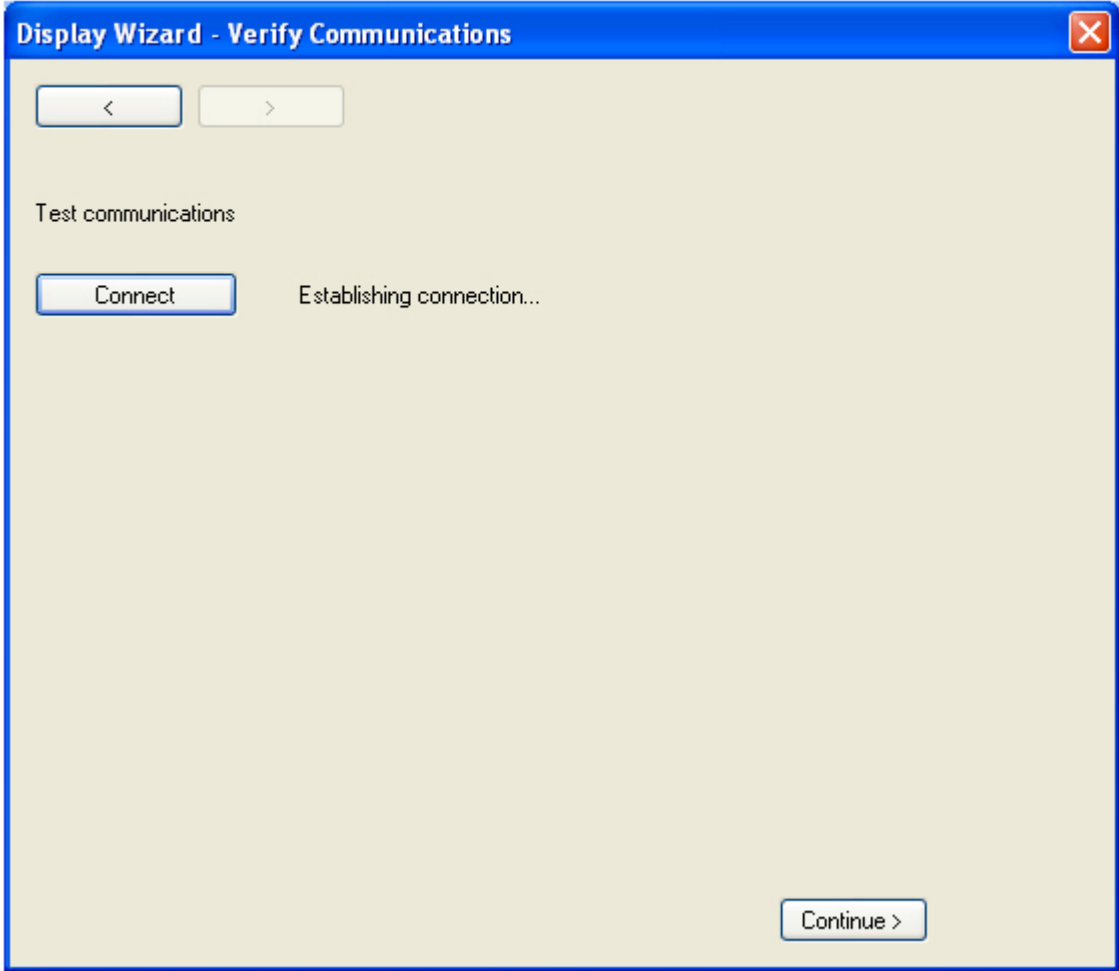 Display Wizard - Verify Communications
< >
Test communications
Connect Establishing connection...
Continue >